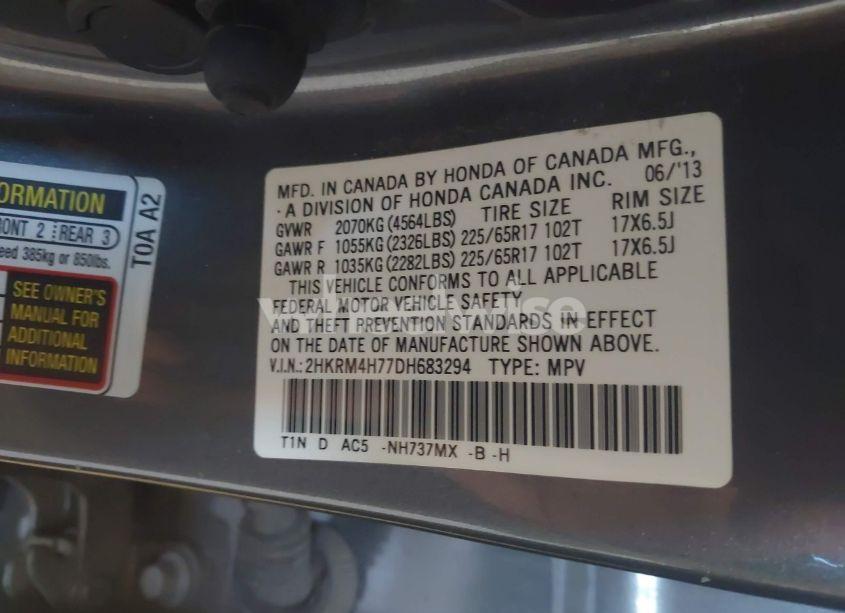 ORMATION
ONT 2 REAR 3
eed 385kg or 850lbs.
SEE OWNER'S
MANUAL FOR
ADDITIONAL
INFORMATION
T0A A2
MFD. IN CANADA BY HONDA OF CANADA MFG.,
·A DIVISION OF HONDA CANADA INC. 06/'13
GVWR 2070KG(4564LBS) TIRE SIZE RIM SIZE
GAWR F 1055KG(2326LBS) 225/65R17 102T 17X6.5J
GAWR R 1035KG(2282LBS) 225/65R17 102T 17X6.5J
THIS VEHICLE CONFORMS TO ALL APPLICABLE
FEDERAL MOTOR VEHICLE SAFETY
AND THEFT PREVENTION STANDARDS IN EFFECT
ON THE DATE OF MANUFACTURE SHOWN ABOVE.
V.I.N.:2HKRM4H77DH683294 TYPE: MPV
T1N D AC5 -NH737MX -B -H